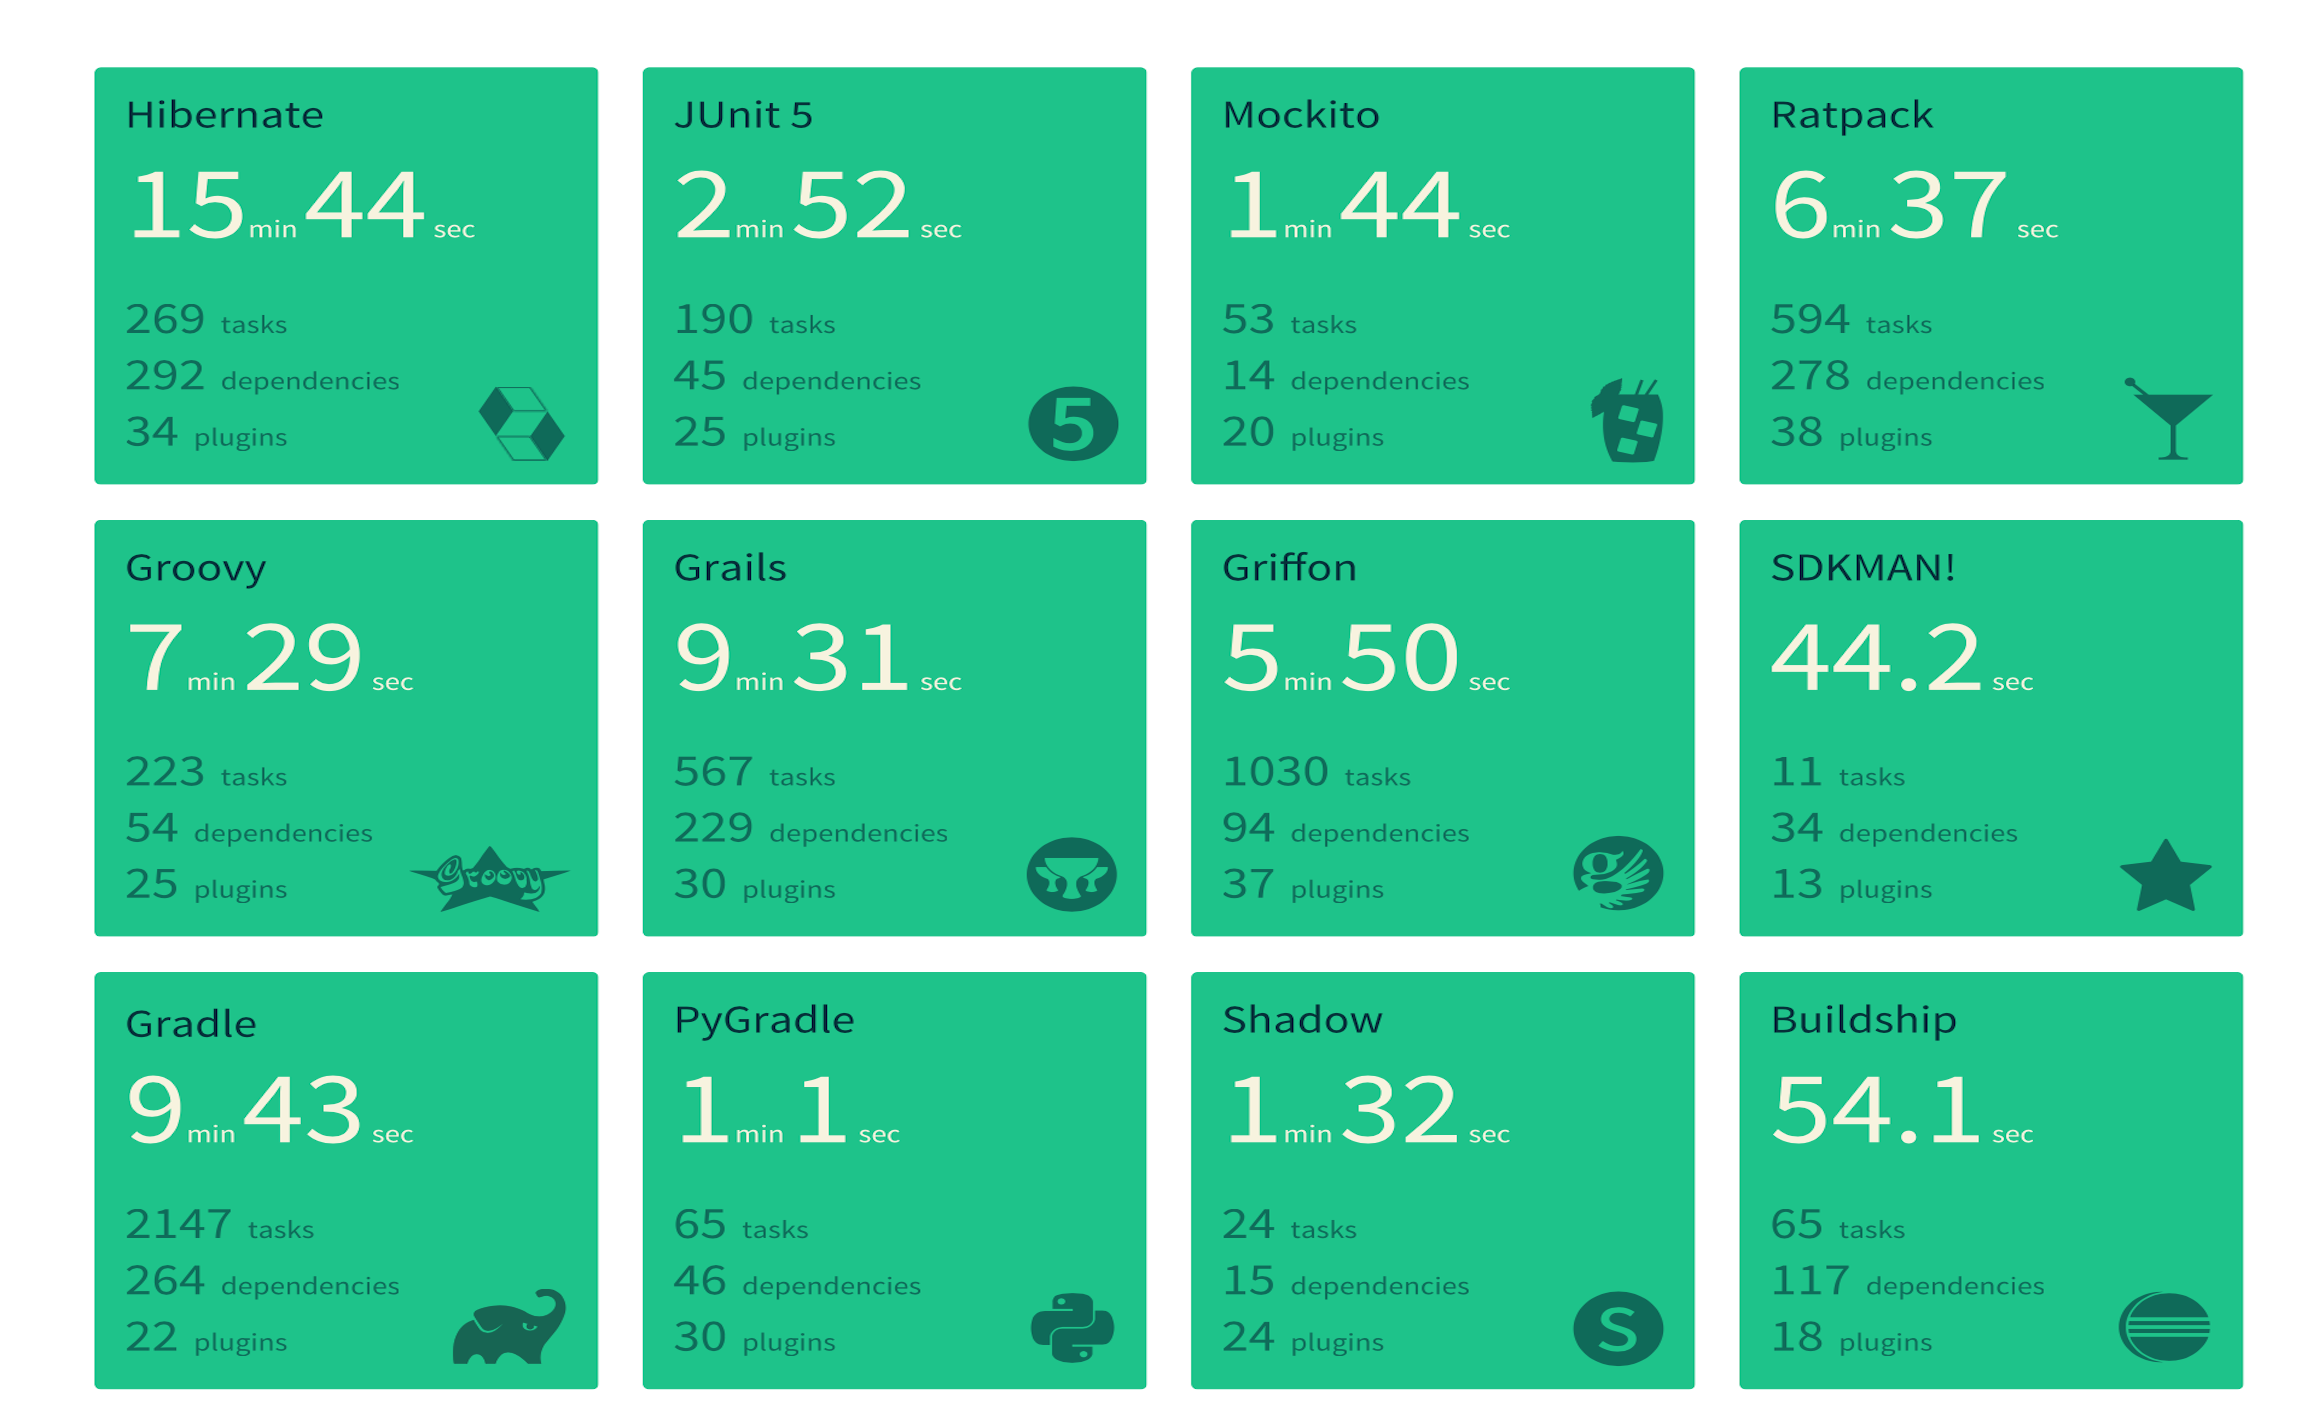 Hibernate
15 min 44 sec
269 tasks
292 dependencies
34 plugins
JUnit 5
2 min 52 sec
190 tasks
45 dependencies
25 plugins
5
Mockito
1 min 44 sec
53 tasks
14 dependencies
20 plugins
Ratpack
6 min 37 sec
594 tasks
278 dependencies
38 plugins
Groovy
7 min 29 sec
223 tasks
54 dependencies
25 plugins
Groovy
Grails
9 min 31 sec
567 tasks
229 dependencies
30 plugins
Griffon
5 min 50 sec
1030 tasks
94 dependencies
37 plugins
g
SDKMAN!
44.2 sec
11 tasks
34 dependencies
13 plugins
Gradle
9 min 43 sec
2147 tasks
264 dependencies
22 plugins
PyGradle
1 min 1 sec
65 tasks
46 dependencies
30 plugins
Shadow
1 min 32 sec
24 tasks
15 dependencies
24 plugins
S
Buildship
54.1 sec
65 tasks
117 dependencies
18 plugins